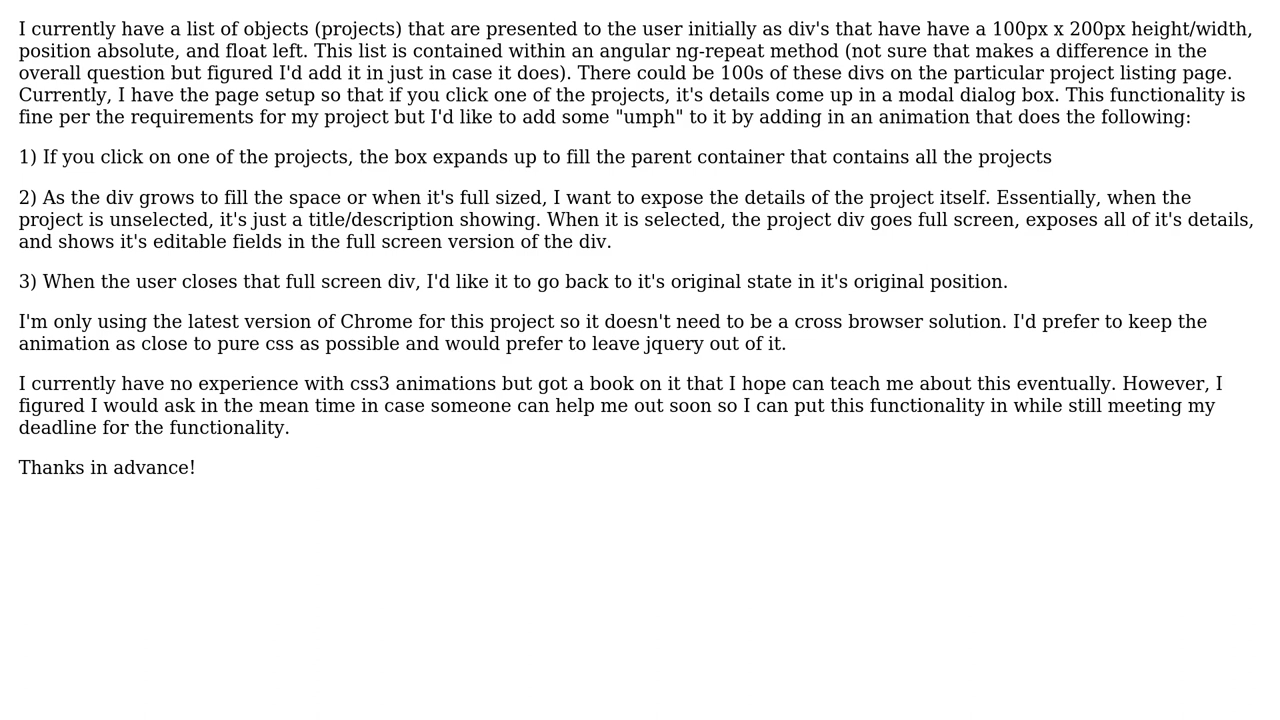 I currently have a list of objects (projects) that are presented to the user initially as div's that have have a 100px x 200px height/width,
position absolute, and float left. This list is contained within an angular ng-repeat method (not sure that makes a difference in the
overall question but figured I'd add it in just in case it does). There could be 100s of these divs on the particular project listing page.
Currently, I have the page setup so that if you click one of the projects, it's details come up in a modal dialog box. This functionality is
fine per the requirements for my project but I'd like to add some "umph" to it by adding in an animation that does the following:
1) If you click on one of the projects, the box expands up to fill the parent container that contains all the projects
2) As the div grows to fill the space or when it's full sized, I want to expose the details of the project itself. Essentially, when the
project is unselected, it's just a title/description showing. When it is selected, the project div goes full screen, exposes all of it's details,
and shows it's editable fields in the full screen version of the div.
3) When the user closes that full screen div, I'd like it to go back to it's original state in it's original position.
I'm only using the latest version of Chrome for this project so it doesn't need to be a cross browser solution. I'd prefer to keep the
animation as close to pure css as possible and would prefer to leave jquery out of it.
I currently have no experience with css3 animations but got a book on it that I hope can teach me about this eventually. However, I
figured I would ask in the mean time in case someone can help me out soon so I can put this functionality in while still meeting my
deadline for the functionality.
Thanks in advance!